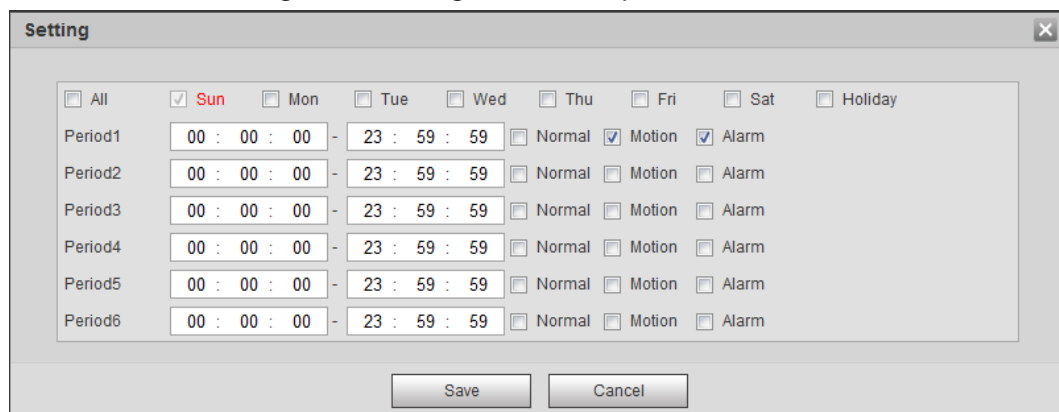 Setting
All Sun Mon Tue Wed Thu Fri Sat Holiday
Period1 00 : 00 : 00 - 23 : 59 : 59 Normal Motion Alarm
Period2 00 : 00 : 00 - 23 : 59 : 59 Normal Motion Alarm
Period3 00 : 00 : 00 - 23 : 59 : 59 Normal Motion Alarm
Period4 00 : 00 : 00 - 23 : 59 : 59 Normal Motion Alarm
Period5 00 : 00 : 00 - 23 : 59 : 59 Normal Motion Alarm
Period6 00 : 00 : 00 - 23 : 59 : 59 Normal Motion Alarm
Save Cancel